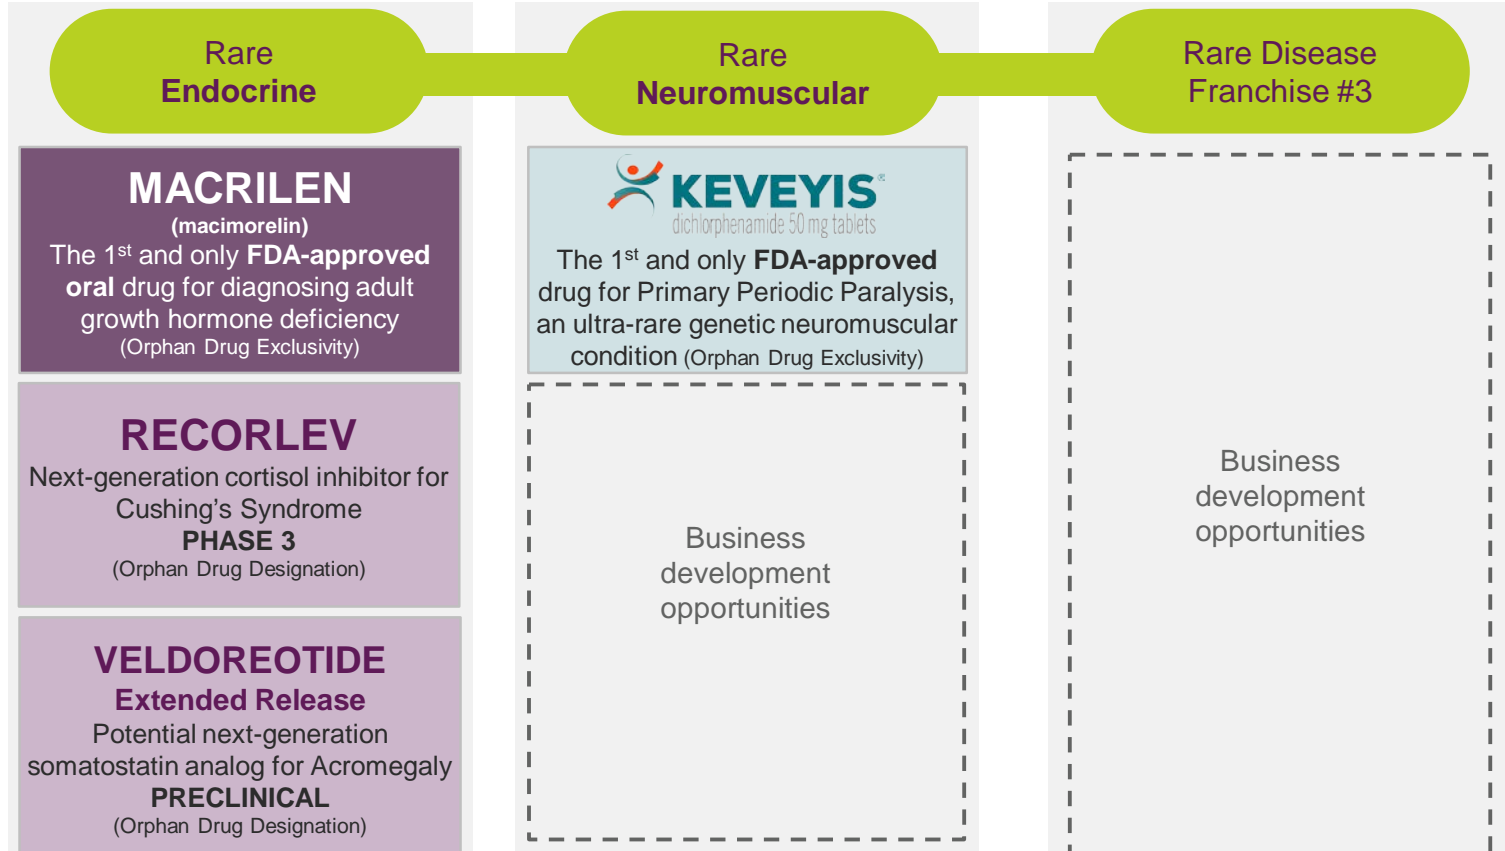 Rare
Endocrine
MACRILEN
(macimorelin)
The 1st and only FDA-approved
oral drug for diagnosing adult
growth hormone deficiency
(Orphan Drug Exclusivity)
RECORLEV
Next-generation cortisol inhibitor for
Cushing's Syndrome
PHASE 3
(Orphan Drug Designation)
VELDOREOTIDE
Extended Release
Potential next-generation
somatostatin analog for Acromegaly
PRECLINICAL
(Orphan Drug Designation)
Rare
Neuromuscular
KEVEYIS®
dichlorphenamide 50 mg tablets
The 1st and only FDA-approved
drug for Primary Periodic Paralysis,
an ultra-rare genetic neuromuscular
condition (Orphan Drug Exclusivity)
Business
development
opportunities
Rare Disease
Franchise #3
Business
development
opportunities